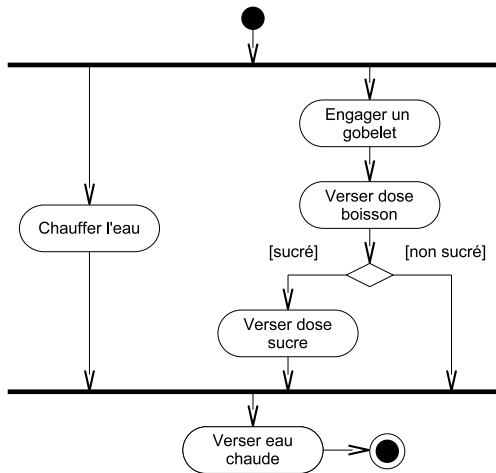 Engager un
gobelet
Verser dose
boisson
Chauffer l'eau
[sucré]
[non sucré]
Verser dose
sucre
Verser eau
chaude